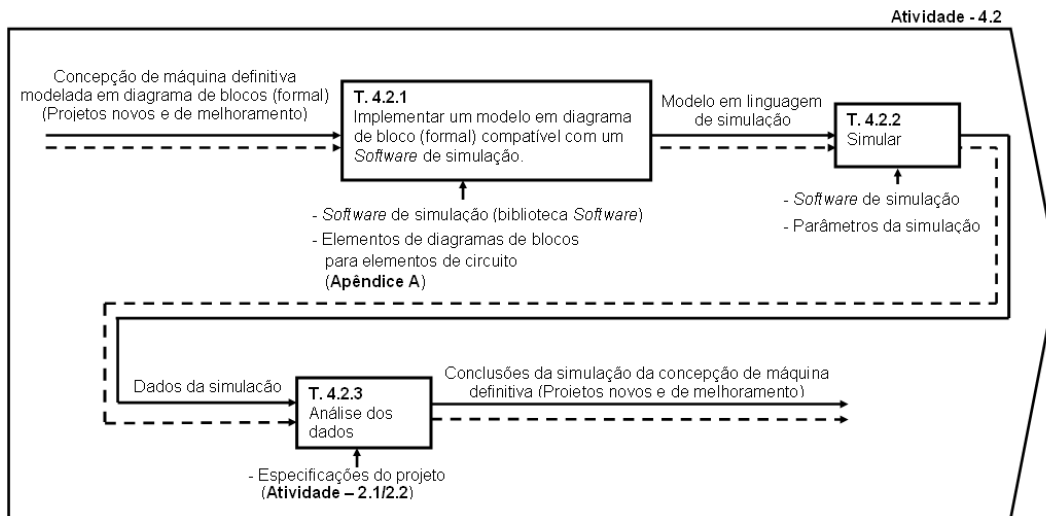 Atividade - 4.2
Concepção de máquina definitiva
modelada em diagrama de blocos (formal)
(Projetos novos e de melhoramento)
T. 4.2.1
Implementar um modelo em diagrama
de bloco (formal) compatível com um
Software de simulação.
Modelo em linguagem
de simulação
T. 4.2.2
Simular
- Software de simulação (biblioteca Software)
- Elementos de diagramas de blocos
para elementos de circuito
(Apêndice A)
- Software de simulação
- Parâmetros da simulação
Dados da simulacão
T. 4.2.3
Análise dos
dados
Conclusões da simulação da concepção de máquina
definitiva (Projetos novos e de melhoramento)
- Especificações do projeto
(Atividade – 2.1/2.2)